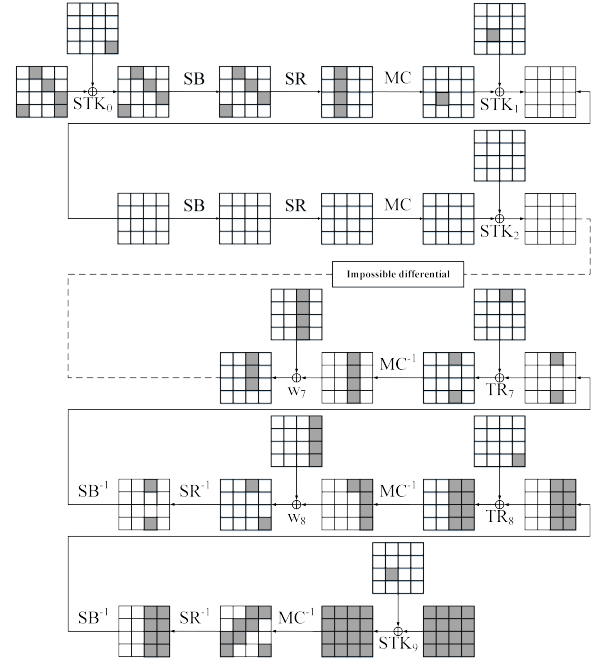 SB SR MC
STK₀ STK₁
SB SR MC
STK₂
Impossible differential
MC⁻¹
w₇ TR₇
SB⁻¹ SR⁻¹ MC⁻¹
w₈ TR₈
SB⁻¹ SR⁻¹ MC⁻¹
STK₉